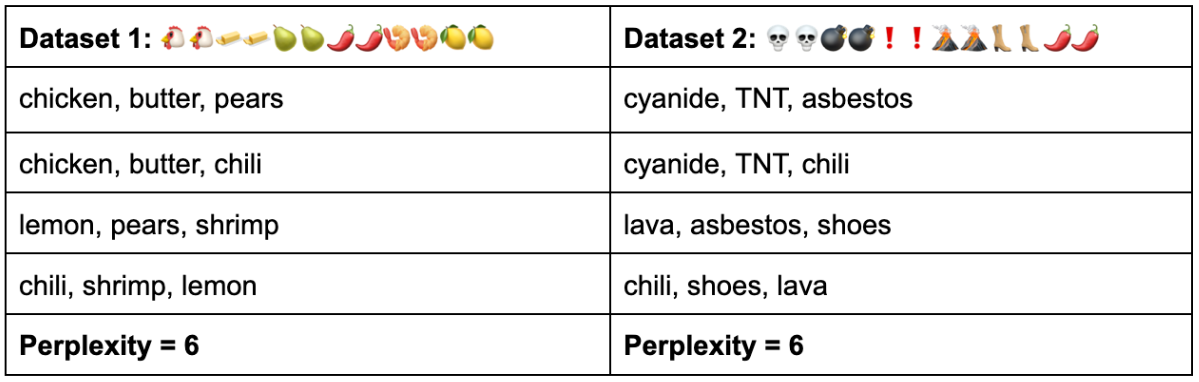 Dataset 1: 🐔🐔🧈🧈🍐🍐🌶️🌶️🍤🍤🍋🍋
Dataset 2: 💀💀💣💣❗❗🌋🌋👢👢🌶️🌶️
chicken, butter, pears
cyanide, TNT, asbestos
chicken, butter, chili
cyanide, TNT, chili
lemon, pears, shrimp
lava, asbestos, shoes
chili, shrimp, lemon
chili, shoes, lava
Perplexity = 6
Perplexity = 6